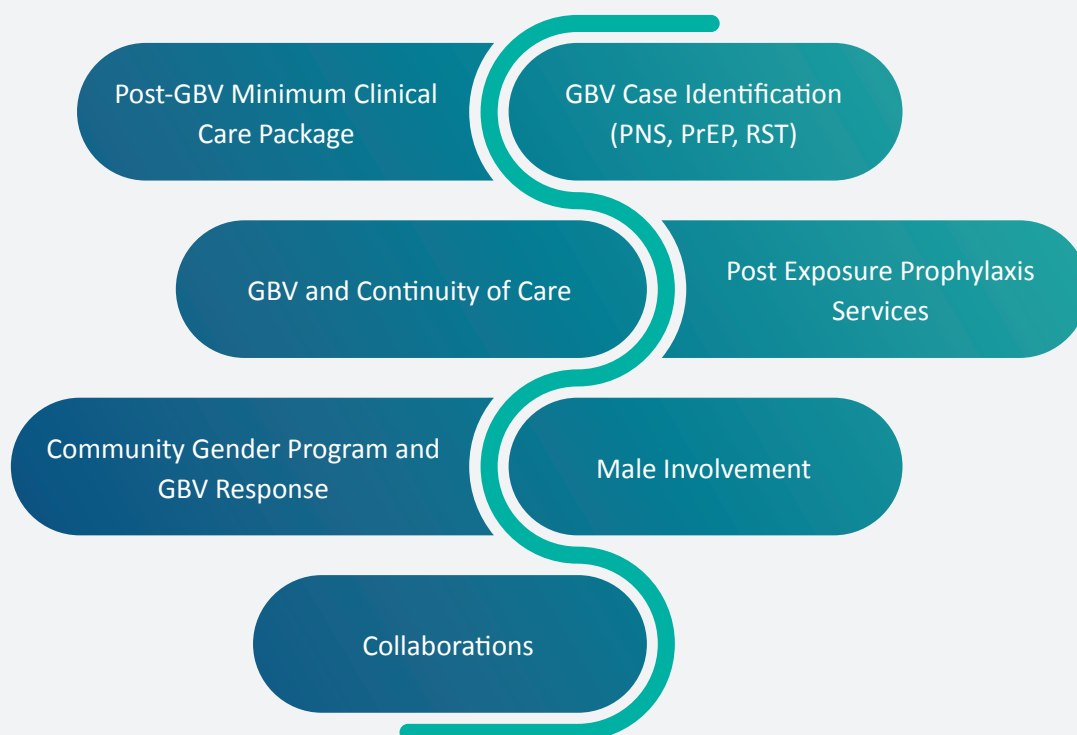 Post-GBV Minimum Clinical
Care Package
GBV Case Identification
(PNS, PrEP, RST)
GBV and Continuity of Care
Post Exposure Prophylaxis
Services
Community Gender Program and
GBV Response
Male Involvement
Collaborations